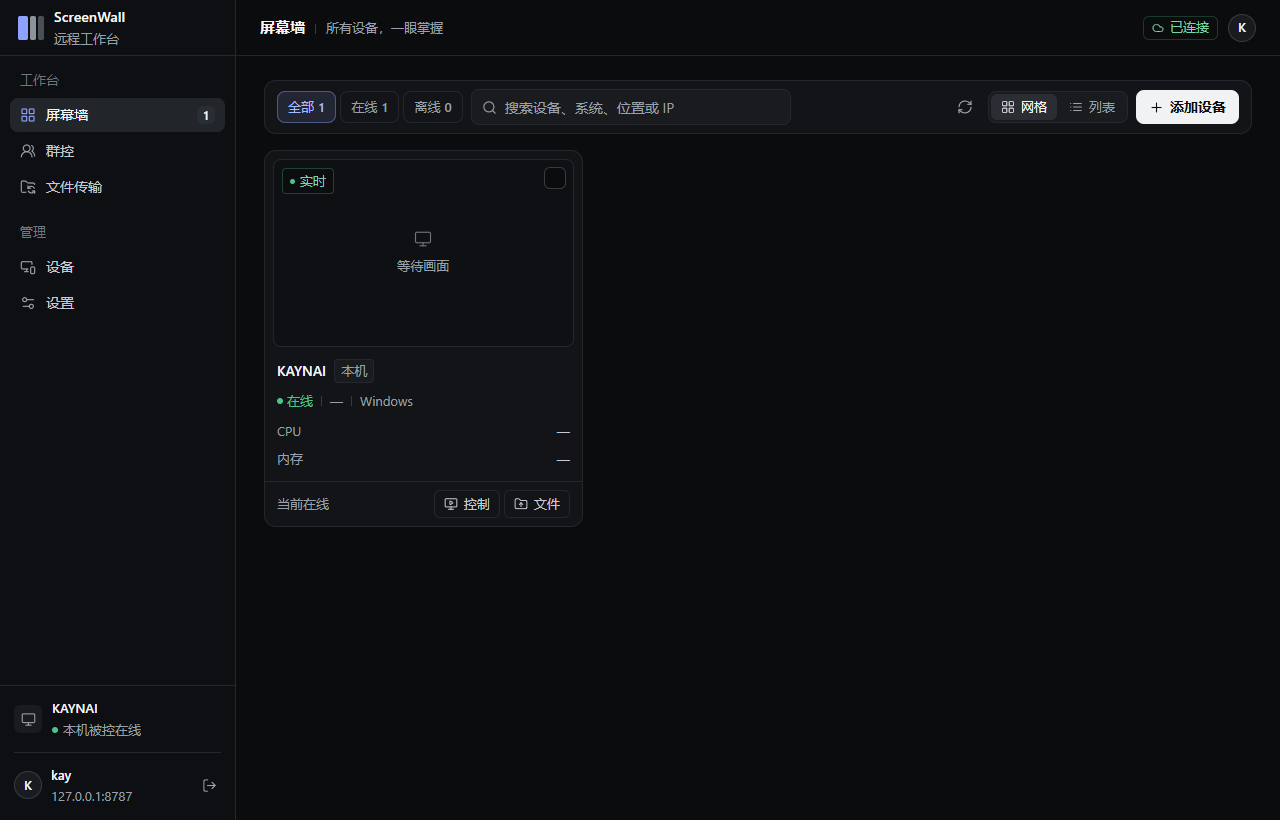 ScreenWall
远程工作台
屏幕墙
所有设备，一眼掌握
已连接
K
工作台
屏幕墙 1
群控
文件传输
管理
设备
设置
全部 1
在线 1
离线 0
搜索设备、系统、位置或 IP
网格
列表
添加设备
实时
等待画面
KAYNAI 本机
在线 — Windows
CPU —
内存 —
当前在线 控制 文件
KAYNAI
本机被控在线
K
kay
127.0.0.1:8787